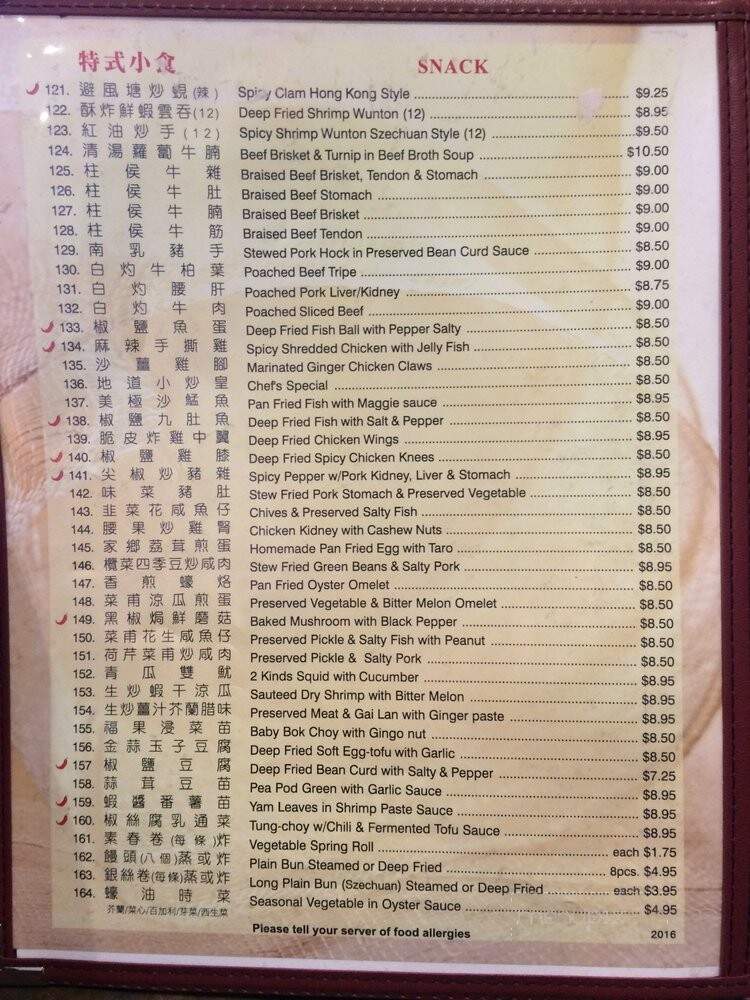 特式小食 SNACK
121. 避風塘炒蜆(辣) Spicy Clam Hong Kong Style $9.25
122. 酥炸鮮蝦雲吞(12) Deep Fried Shrimp Wunton (12) $8.95
123. 紅油炒手(12) Spicy Shrimp Wunton Szechuan Style (12) $9.50
124. 清湯蘿蔔牛腩 Beef Brisket & Turnip in Beef Broth Soup $10.50
125. 柱侯牛雜 Braised Beef Brisket, Tendon & Stomach $9.00
126. 柱侯牛肚 Braised Beef Stomach $9.00
127. 柱侯牛腩 Braised Beef Brisket $9.00
128. 柱侯牛筋 Braised Beef Tendon $9.00
129. 南乳豬手 Stewed Pork Hock in Preserved Bean Curd Sauce $8.50
130. 白灼牛柏葉 Poached Beef Tripe $9.00
131. 白灼腰肝 Poached Pork Liver/Kidney $8.75
132. 白灼牛肉 Poached Sliced Beef $9.00
133. 椒鹽魚蛋 Deep Fried Fish Ball with Pepper Salty $8.50
134. 麻辣手撕雞 Spicy Shredded Chicken with Jelly Fish $8.50
135. 沙薑雞腳 Marinated Ginger Chicken Claws $8.50
136. 地道小炒皇 Chef's Special $8.50
137. 美極沙鯭魚 Pan Fried Fish with Maggie sauce $8.95
138. 椒鹽九肚魚 Deep Fried Fish with Salt & Pepper $8.50
139. 脆皮炸雞中翼 Deep Fried Chicken Wings $8.95
140. 椒鹽雞膝 Deep Fried Spicy Chicken Knees $8.50
141. 尖椒炒豬雜 Spicy Pepper w/Pork Kidney, Liver & Stomach $8.95
142. 味菜豬肚 Stew Fried Pork Stomach & Preserved Vegetable $8.50
143. 韭菜花咸魚仔 Chives & Preserved Salty Fish $8.50
144. 腰果炒雞腎 Chicken Kidney with Cashew Nuts $8.50
145. 家鄉荔茸煎蛋 Homemade Pan Fried Egg with Taro $8.50
146. 欖菜四季豆炒咸肉 Stew Fried Green Beans & Salty Pork $8.95
147. 香煎蠔烙 Pan Fried Oyster Omelet $8.50
148. 菜甫涼瓜煎蛋 Preserved Vegetable & Bitter Melon Omelet $8.50
149. 黑椒焗鮮磨菇 Baked Mushroom with Black Pepper $8.50
150. 菜甫花生咸魚仔 Preserved Pickle & Salty Fish with Peanut $8.50
151. 荷芹菜甫炒咸肉 Preserved Pickle & Salty Pork $8.50
152. 青瓜雙魷 2 Kinds Squid with Cucumber $8.95
153. 生炒蝦干涼瓜 Sauteed Dry Shrimp with Bitter Melon $8.95
154. 生炒薑汁芥蘭腊味 Preserved Meat & Gai Lan with Ginger paste $8.95
155. 福果浸菜苗 Baby Bok Choy with Gingo nut $8.50
156. 金蒜玉子豆腐 Deep Fried Soft Egg-tofu with Garlic $8.50
157 椒鹽豆腐 Deep Fried Bean Curd with Salty & Pepper $7.25
158. 蒜茸豆苗 Pea Pod Green with Garlic Sauce $8.95
159. 蝦醬番薯苗 Yam Leaves in Shrimp Paste Sauce $8.95
160. 椒絲腐乳通菜 Tung-choy w/Chili & Fermented Tofu Sauce $8.95
161. 素春卷(每條)炸 Vegetable Spring Roll each $1.75
162. 饅頭(八個)蒸或炸 Plain Bun Steamed or Deep Fried 8pcs. $4.95
163. 銀絲卷(每條)蒸或炸 Long Plain Bun (Szechuan) Steamed or Deep Fried each $3.95
164. 蠔油時菜 Seasonal Vegetable in Oyster Sauce $4.95
芥蘭/菜心/百加利/芽菜/西生菜
Please tell your server of food allergies 2016